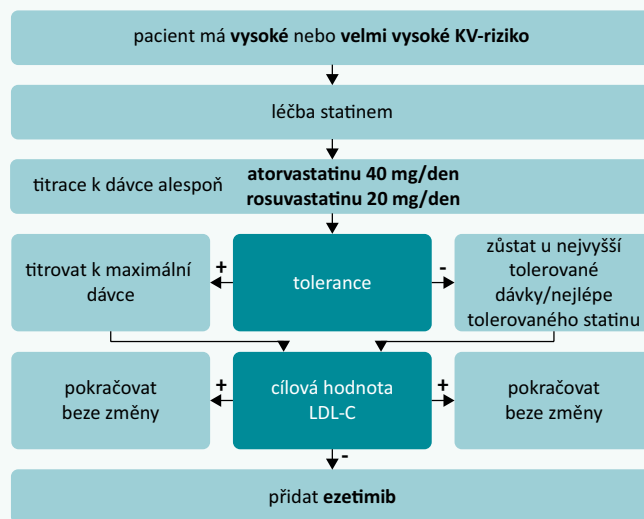 pacient má vysoké nebo velmi vysoké KV-riziko
léčba statinem
titrace k dávce alespoň
atorvastatinu 40 mg/den
rosuvastatinu 20 mg/den
titrovat k maximální
dávce
+
tolerance
-
zůstat u nejvyšší
tolerované
dávky/nejlépe
tolerovaného statinu
pokračovat
beze změny
+
cílová hodnota
LDL-C
+
pokračovat
beze změny
-
přidat ezetimib